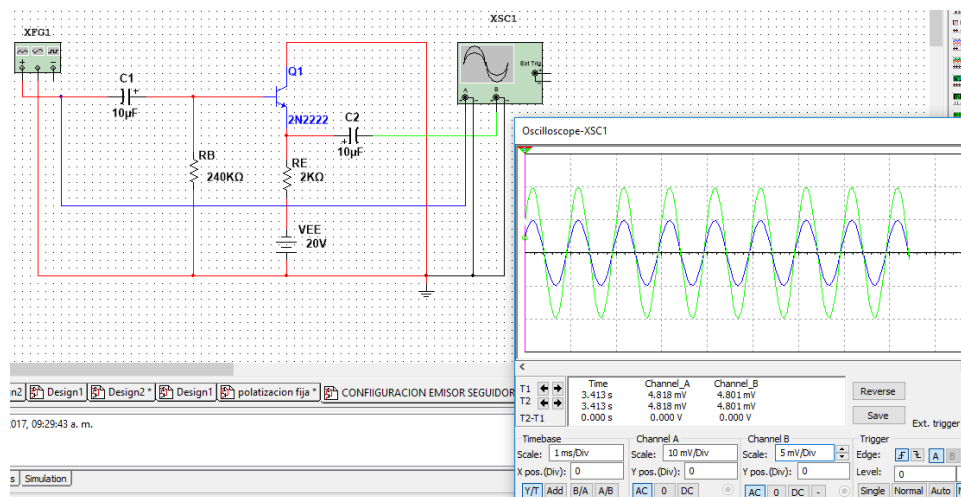 XFG1
XSC1
Ext Trig
A
B
C1
10µF
Q1
2N2222
C2
10µF
RB
240KΩ
RE
2KΩ
VEE
20V
Oscilloscope-XSC1
Design1
Design2 *
Design1
polatizacion fija *
CONFIIGURACION EMISOR SEGUIDOR
2017, 09:29:43 a. m.
Simulation
T1
T2
T2-T1
Time Channel_A Channel_B
3.413 s 4.818 mV 4.801 mV
3.413 s 4.818 mV 4.801 mV
0.000 s 0.000 V 0.000 V
Reverse
Save
Ext. trigger
Timebase
Scale: 1 ms/Div
X pos.(Div): 0
Y/T Add B/A A/B
Channel A
Scale: 10 mV/Div
Y pos.(Div): 0
AC 0 DC
Channel B
Scale: 5 mV/Div
Y pos.(Div): 0
AC 0 DC -
Trigger
Edge: A B
Level: 0
Single Normal Auto